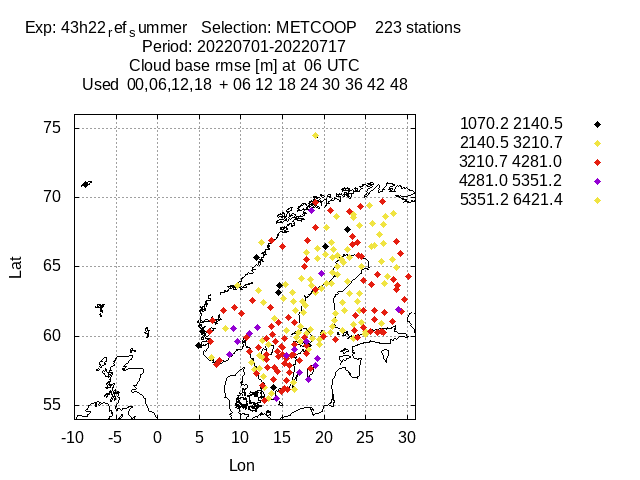 Exp: 43h22ref summer Selection: METCOOP 223 stations
Period: 20220701-20220717
Cloud base rmse [m] at 06 UTC
Used 00,06,12,18 + 06 12 18 24 30 36 42 48
1070.2 2140.5
2140.5 3210.7
3210.7 4281.0
4281.0 5351.2
5351.2 6421.4
75
70
65
60
55
Lat
-10 -5 0 5 10 15 20 25 30
Lon